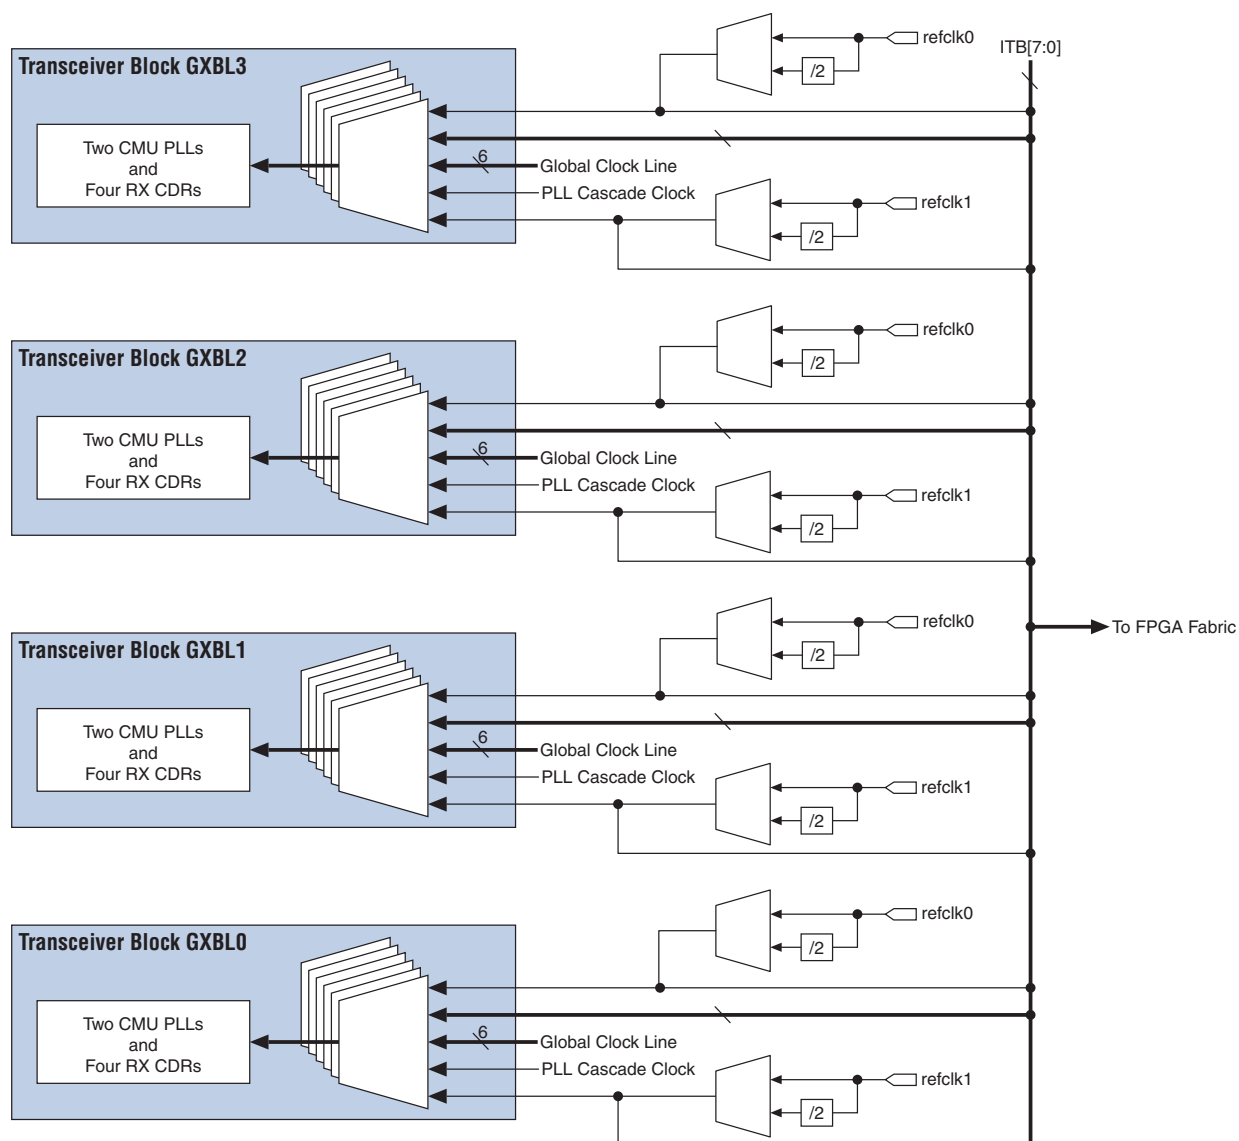 refclk0
ITB[7:0]
Transceiver Block GXBL3
/2
Two CMU PLLs
and
Four RX CDRs
6
Global Clock Line
PLL Cascade Clock
refclk1
/2
refclk0
Transceiver Block GXBL2
/2
Two CMU PLLs
and
Four RX CDRs
6
Global Clock Line
PLL Cascade Clock
refclk1
/2
refclk0
To FPGA Fabric
Transceiver Block GXBL1
/2
Two CMU PLLs
and
Four RX CDRs
6
Global Clock Line
PLL Cascade Clock
refclk1
/2
refclk0
Transceiver Block GXBL0
/2
Two CMU PLLs
and
Four RX CDRs
6
Global Clock Line
PLL Cascade Clock
refclk1
/2